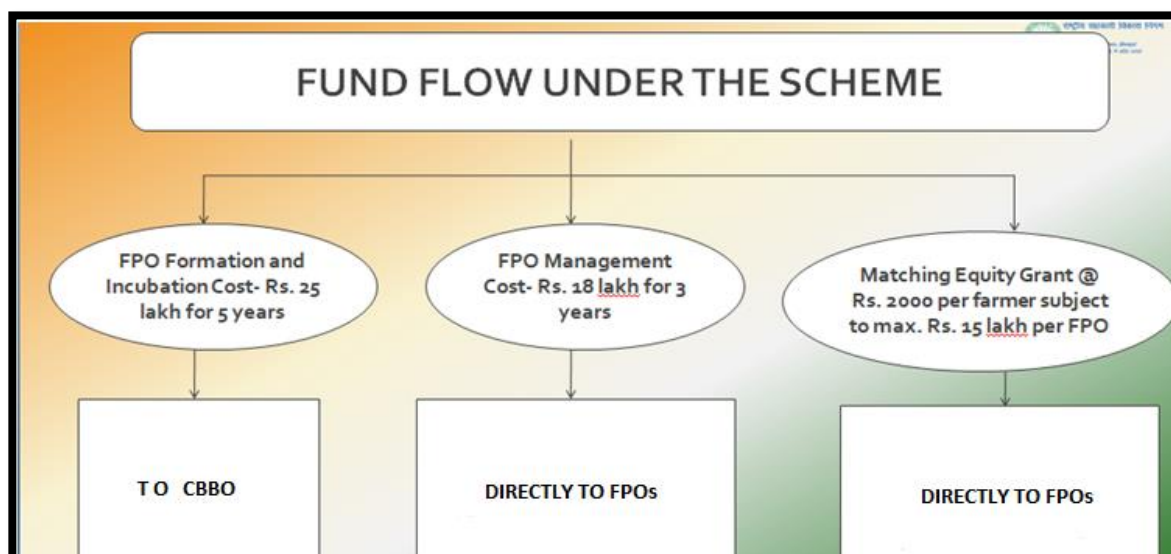 राष्ट्रीय सहकारी विकास निगम
FUND FLOW UNDER THE SCHEME
FPO Formation and
Incubation Cost- Rs. 25
lakh for 5 years
FPO Management
Cost- Rs. 18 lakh for 3
years
Matching Equity Grant @
Rs. 2000 per farmer subject
to max. Rs. 15 lakh per FPO
T O CBBO
DIRECTLY TO FPOs
DIRECTLY TO FPOs